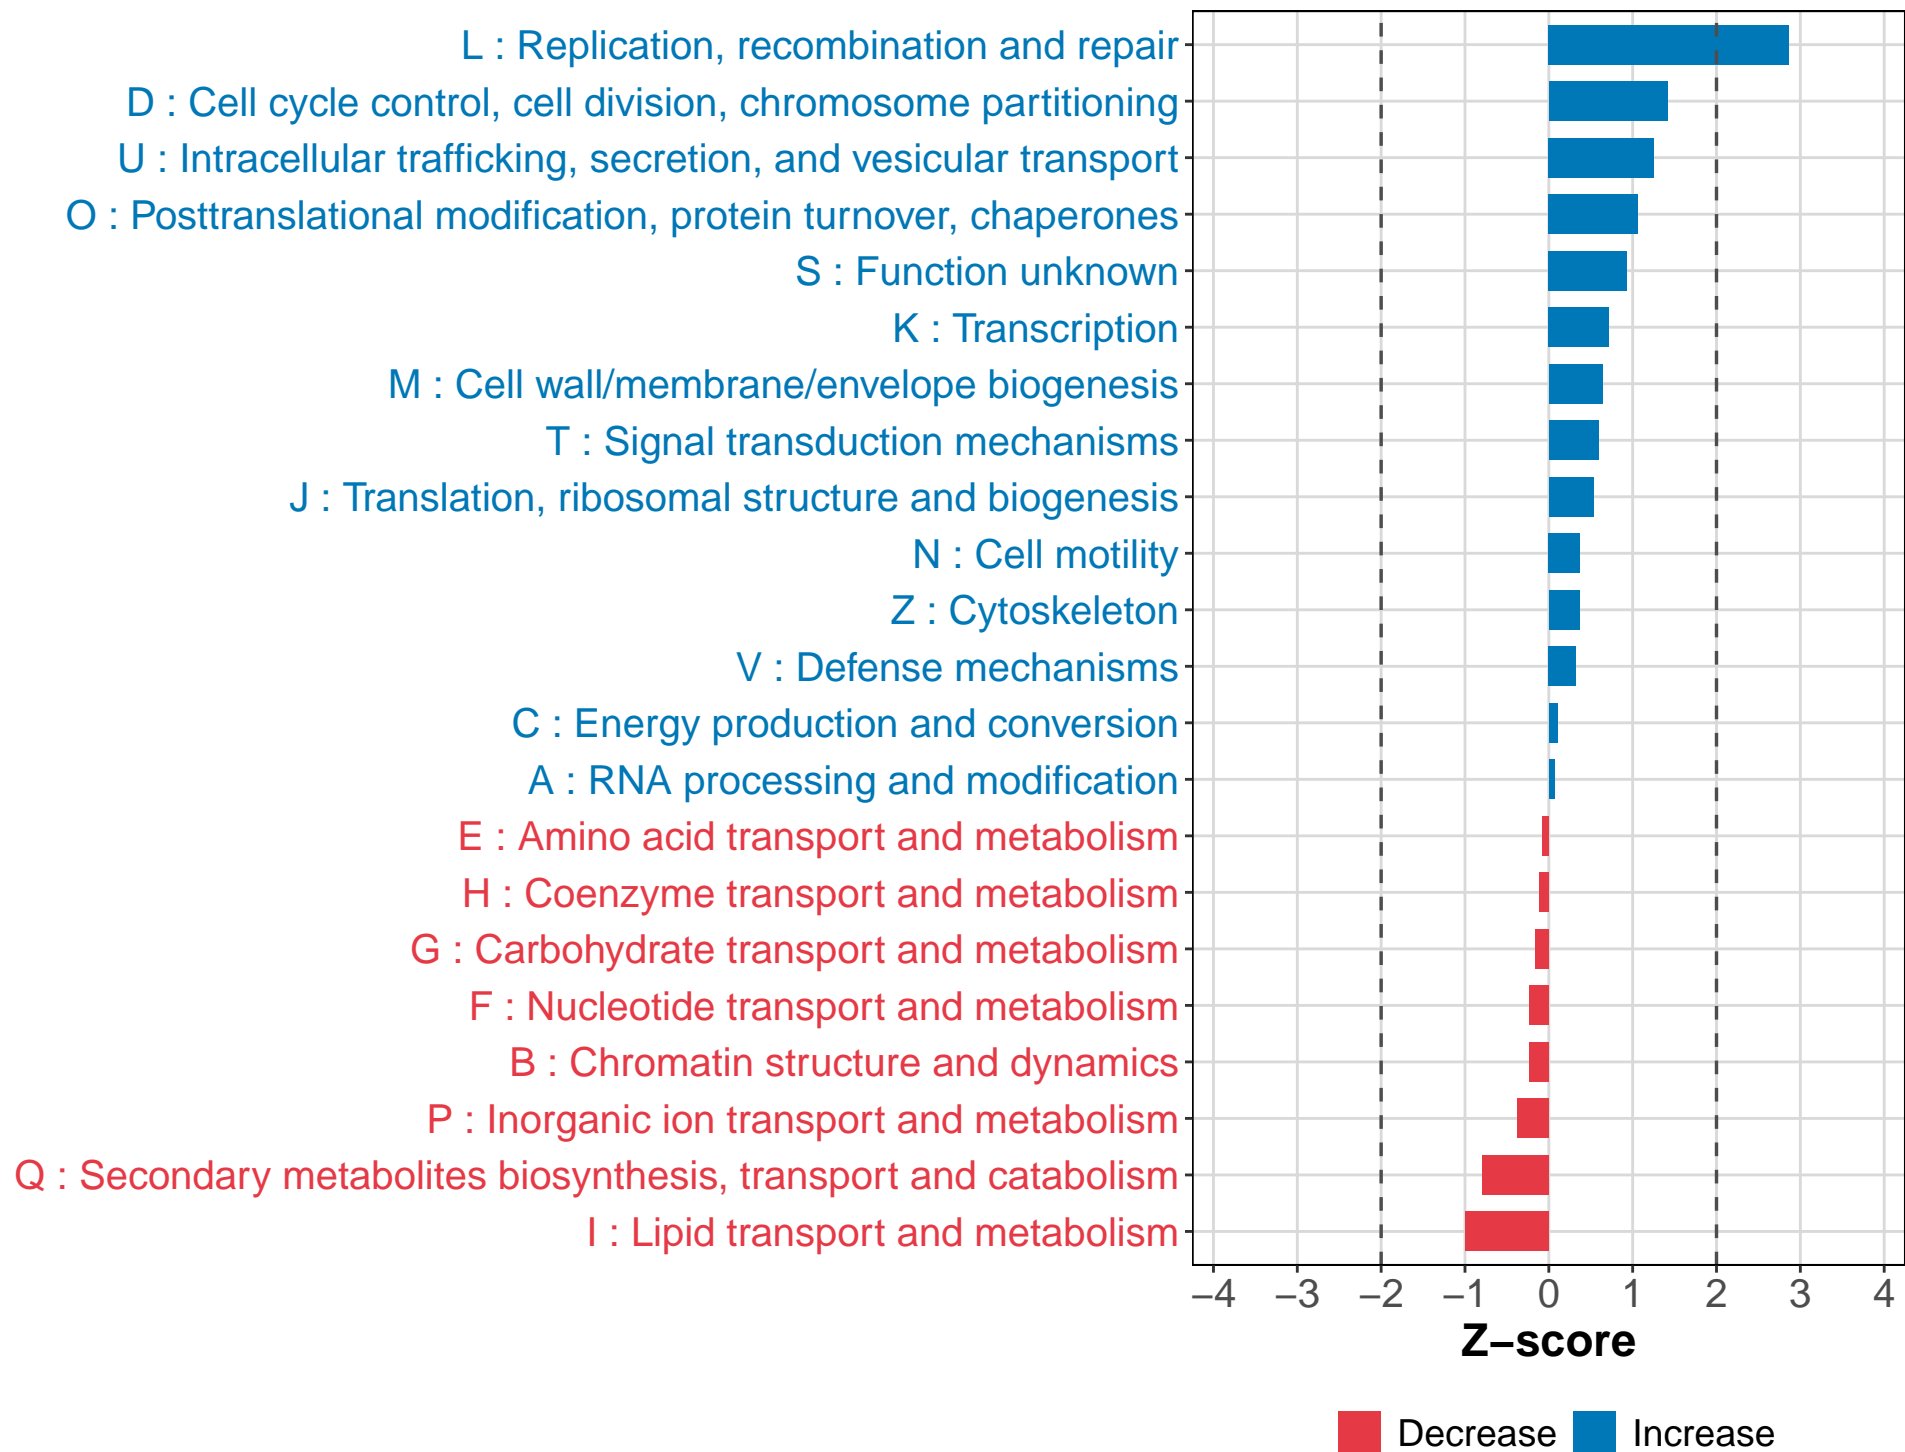 L : Replication, recombination and repair
D : Cell cycle control, cell division, chromosome partitioning
U : Intracellular trafficking, secretion, and vesicular transport
O : Posttranslational modification, protein turnover, chaperones
S : Function unknown
K : Transcription
M : Cell wall/membrane/envelope biogenesis
T : Signal transduction mechanisms
J : Translation, ribosomal structure and biogenesis
N : Cell motility
Z : Cytoskeleton
V : Defense mechanisms
C : Energy production and conversion
A : RNA processing and modification
E : Amino acid transport and metabolism
H : Coenzyme transport and metabolism
G : Carbohydrate transport and metabolism
F : Nucleotide transport and metabolism
B : Chromatin structure and dynamics
P : Inorganic ion transport and metabolism
Q : Secondary metabolites biosynthesis, transport and catabolism
I : Lipid transport and metabolism
−4 −3 −2 −1 0 1 2 3 4
Z−score
Decrease Increase